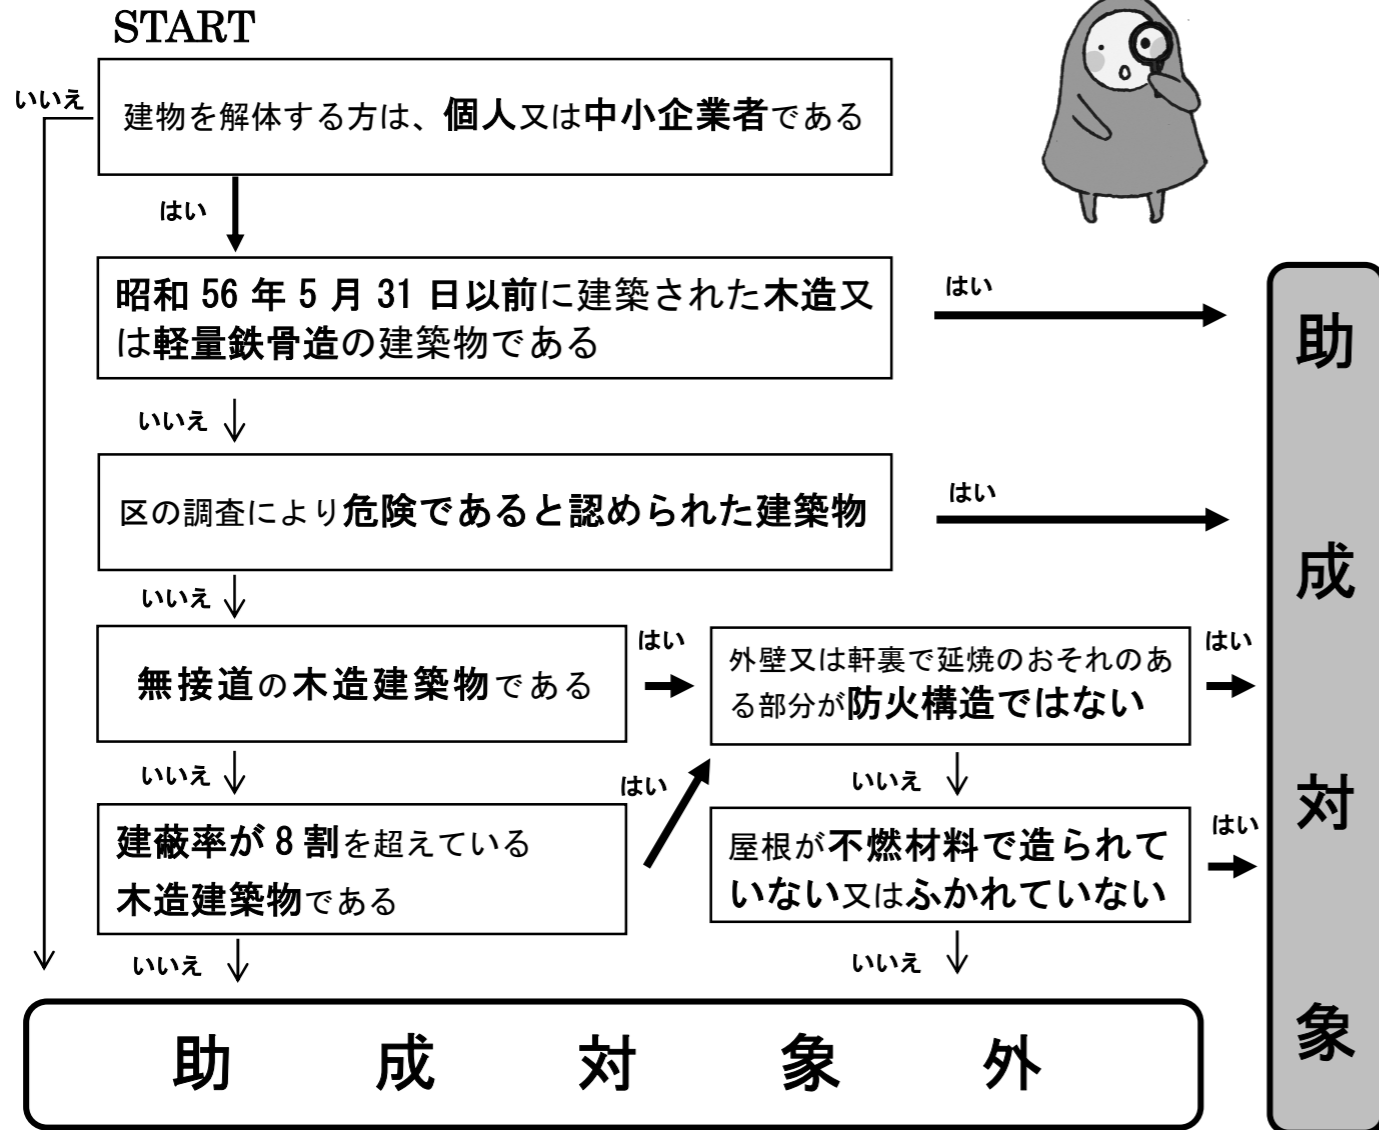 START
いいえ
建物を解体する方は、個人又は中小企業者である
はい
昭和 56 年 5 月 31 日以前に建築された木造又
は軽量鉄骨造の建築物である
はい
いいえ
区の調査により危険であると認められた建築物
はい
いいえ
無接道の木造建築物である
はい
外壁又は軒裏で延焼のおそれのあ
る部分が防火構造ではない
はい
いいえ
はい
いいえ
建蔽率が 8 割を超えている
木造建築物である
屋根が不燃材料で造られて
いない又はふかれていない
はい
いいえ
いいえ
助成対象外
助成対象